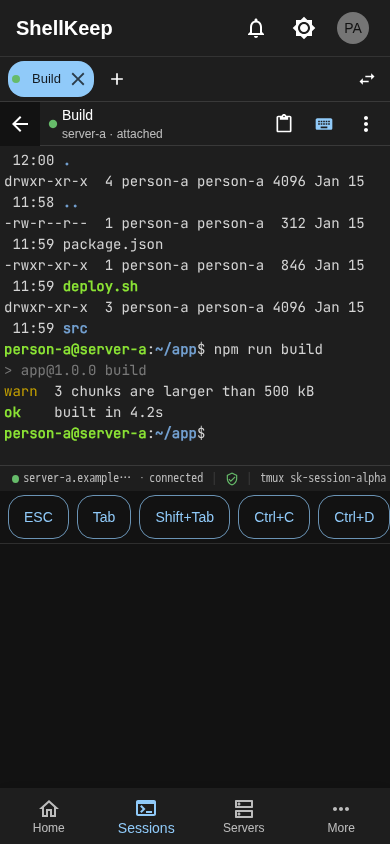 ShellKeep
PA
Build
Build
server-a · attached
12:00 .
drwxr-xr-x  4 person-a person-a 4096 Jan 15
11:58 ..
-rw-r--r--  1 person-a person-a  312 Jan 15
11:59 package.json
-rwxr-xr-x  1 person-a person-a  846 Jan 15
11:59 deploy.sh
drwxr-xr-x  3 person-a person-a 4096 Jan 15
11:59 src
person-a@server-a:~/app$ npm run build
> app@1.0.0 build
warn  3 chunks are larger than 500 kB
ok    built in 4.2s
person-a@server-a:~/app$
server-a.example··· · connected | tmux sk-session-alpha
ESC Tab Shift+Tab Ctrl+C Ctrl+D
Home Sessions Servers More